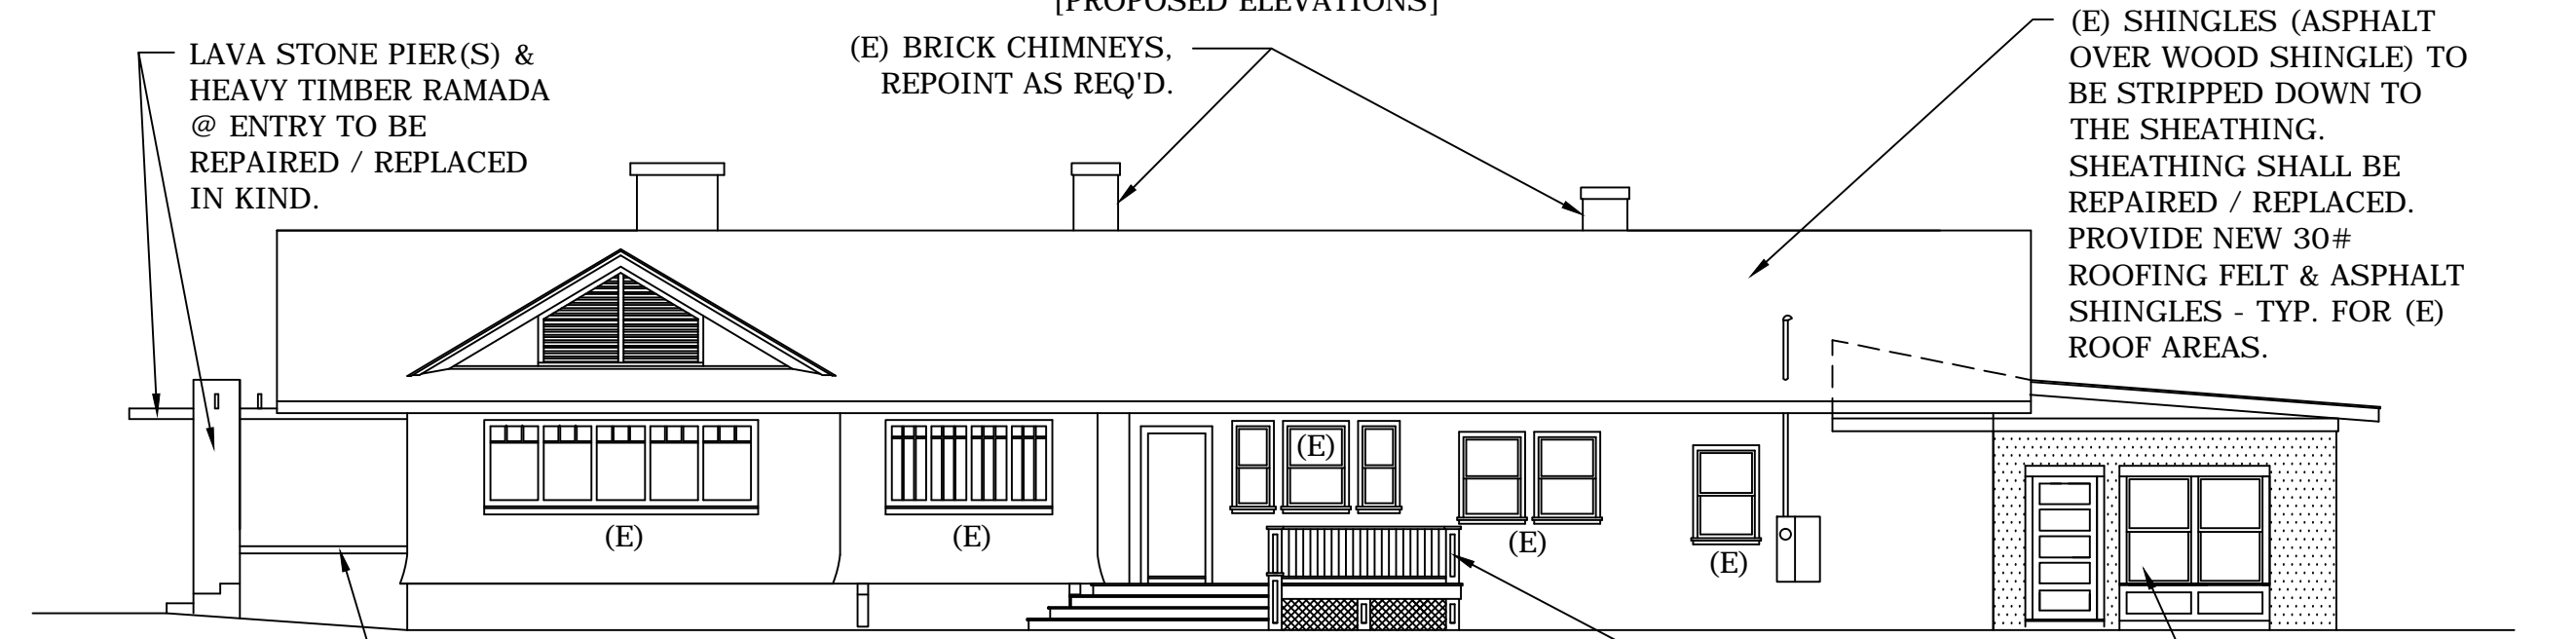 [PROPOSED ELEVATIONS]
LAVA STONE PIER(S) &
HEAVY TIMBER RAMADA
@ ENTRY TO BE
REPAIRED / REPLACED
IN KIND.
(E) BRICK CHIMNEYS,
REPOINT AS REQ'D.
(E) SHINGLES (ASPHALT
OVER WOOD SHINGLE) TO
BE STRIPPED DOWN TO
THE SHEATHING.
SHEATHING SHALL BE
REPAIRED / REPLACED.
PROVIDE NEW 30#
ROOFING FELT & ASPHALT
SHINGLES - TYP. FOR (E)
ROOF AREAS.
(E)
(E)
(E)
(E)
(E)